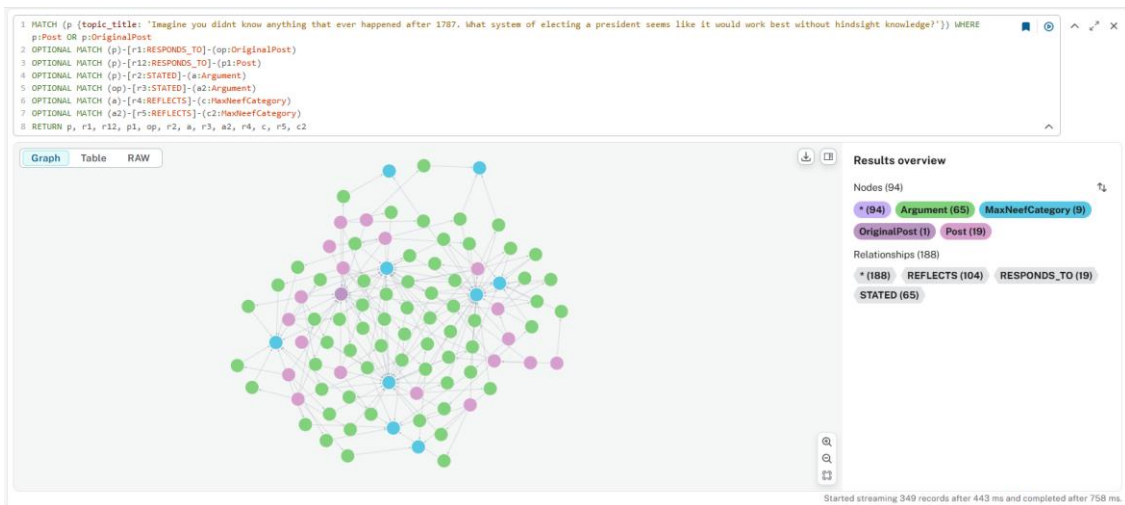 1 MATCH (p {topic_title: 'Imagine you didnt know anything that ever happened after 1787. What system of electing a president seems like it would work best without hindsight knowledge?'}) WHERE
p:Post OR p:OriginalPost
2 OPTIONAL MATCH (p)-[r1:RESPONDS_TO]-(op:OriginalPost)
3 OPTIONAL MATCH (p)-[r12:RESPONDS_TO]-(p1:Post)
4 OPTIONAL MATCH (p)-[r2:STATED]-(a:Argument)
5 OPTIONAL MATCH (op)-[r3:STATED]-(a2:Argument)
6 OPTIONAL MATCH (a)-[r4:REFLECTS]-(c:MaxNeefCategory)
7 OPTIONAL MATCH (a2)-[r5:REFLECTS]-(c2:MaxNeefCategory)
8 RETURN p, r1, r12, p1, op, r2, a, r3, a2, r4, c, r5, c2
Graph Table RAW
Results overview
Nodes (94)
* (94) Argument (65) MaxNeefCategory (9)
OriginalPost (1) Post (19)
Relationships (188)
* (188) REFLECTS (104) RESPONDS_TO (19)
STATED (65)
Started streaming 349 records after 443 ms and completed after 758 ms.